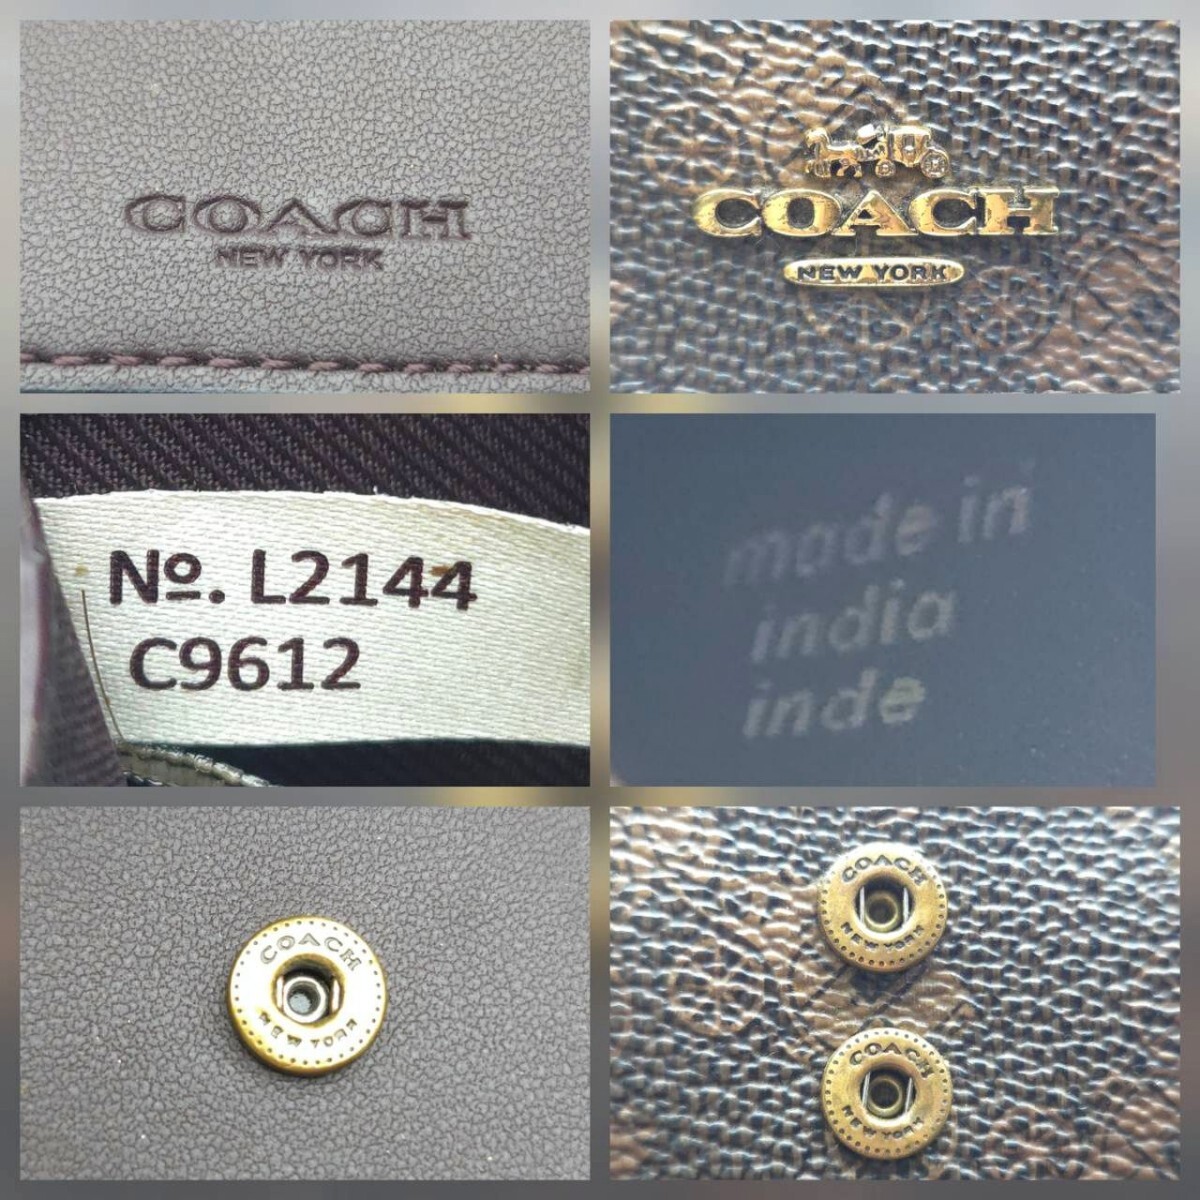 COACH
NEW YORK
COACH
NEW YORK
Nº. L2144
C9612
made in
india
inde
COACH
NEW YORK
COACH
NEW YORK
COACH
NEW YORK